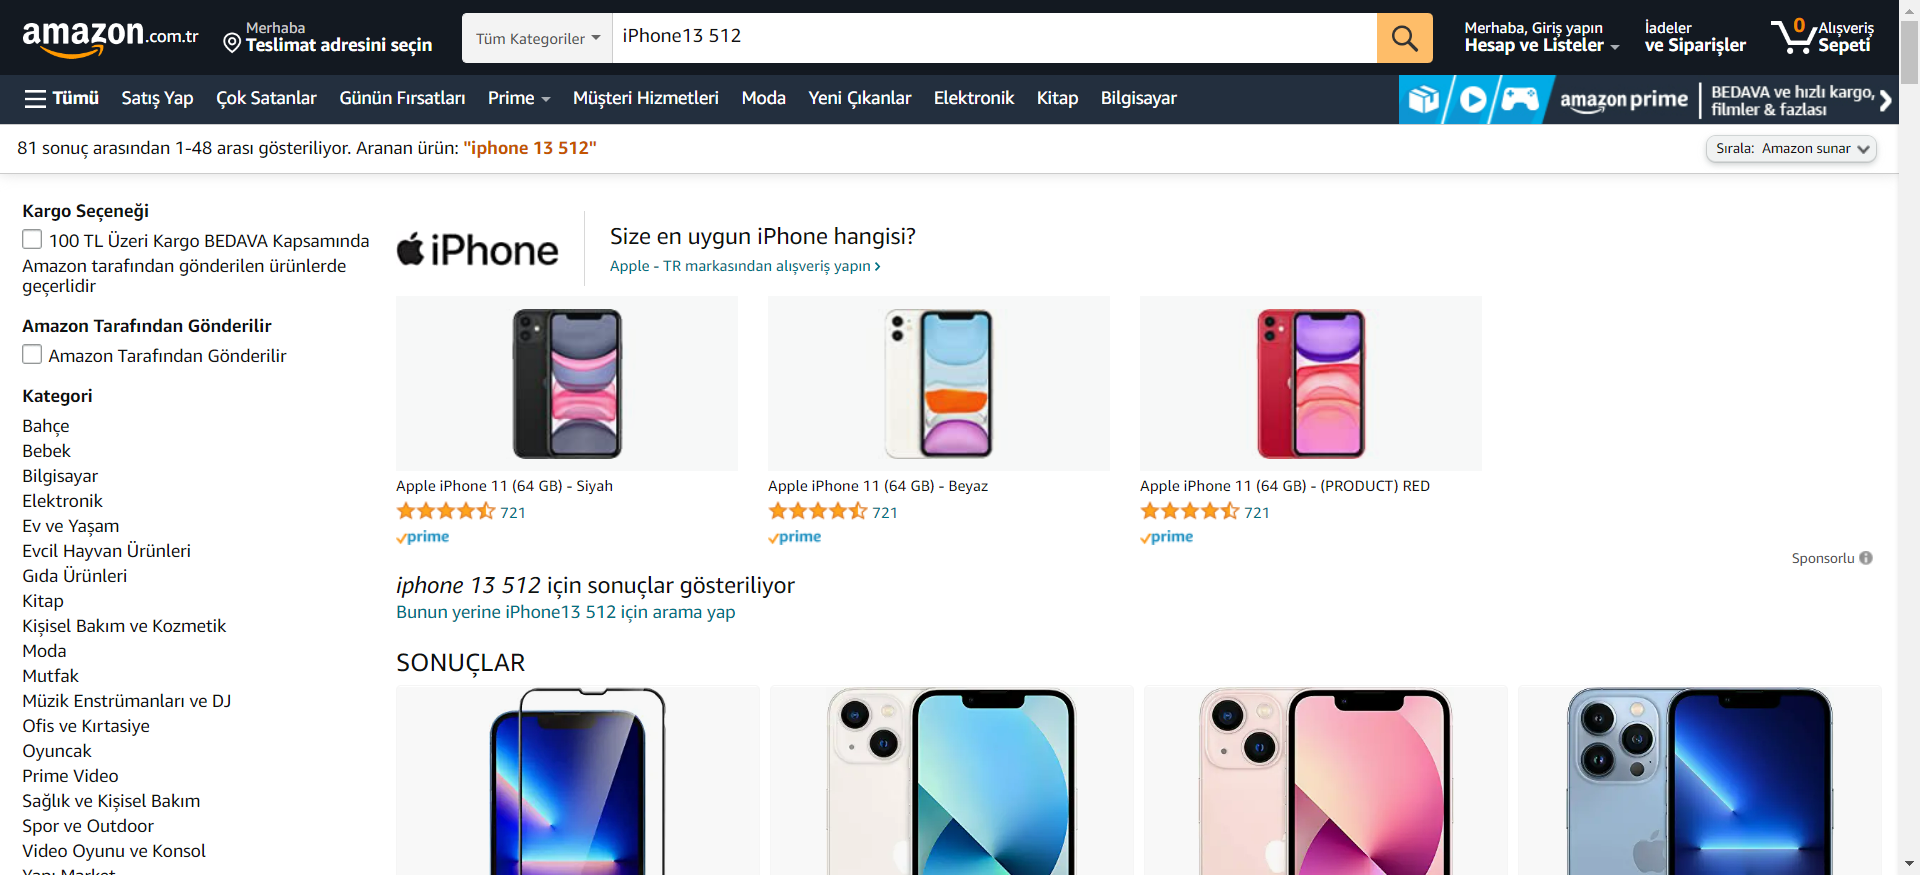 amazon.com.tr
Merhaba
Teslimat adresini seçin
Tüm Kategoriler
iPhone13 512
Merhaba, Giriş yapın
Hesap ve Listeler
İadeler
ve Siparişler
0
Alışveriş
Sepeti
Tümü
Satış Yap
Çok Satanlar
Günün Fırsatları
Prime
Müşteri Hizmetleri
Moda
Yeni Çıkanlar
Elektronik
Kitap
Bilgisayar
amazon prime
BEDAVA ve hızlı kargo,
filmler & fazlası
81 sonuç arasından 1-48 arası gösteriliyor. Aranan ürün: "iphone 13 512"
Sırala: Amazon sunar
Kargo Seçeneği
100 TL Üzeri Kargo BEDAVA Kapsamında
Amazon tarafından gönderilen ürünlerde
geçerlidir
Amazon Tarafından Gönderilir
Amazon Tarafından Gönderilir
Kategori
Bahçe
Bebek
Bilgisayar
Elektronik
Ev ve Yaşam
Evcil Hayvan Ürünleri
Gıda Ürünleri
Kitap
Kişisel Bakım ve Kozmetik
Moda
Mutfak
Müzik Enstrümanları ve DJ
Ofis ve Kırtasiye
Oyuncak
Prime Video
Sağlık ve Kişisel Bakım
Spor ve Outdoor
Video Oyunu ve Konsol
Yapı Market
iPhone
Size en uygun iPhone hangisi?
Apple - TR markasından alışveriş yapın ›
Apple iPhone 11 (64 GB) - Siyah
721
prime
Apple iPhone 11 (64 GB) - Beyaz
721
prime
Apple iPhone 11 (64 GB) - (PRODUCT) RED
721
prime
Sponsorlu
iphone 13 512 için sonuçlar gösteriliyor
Bunun yerine iPhone13 512 için arama yap
SONUÇLAR